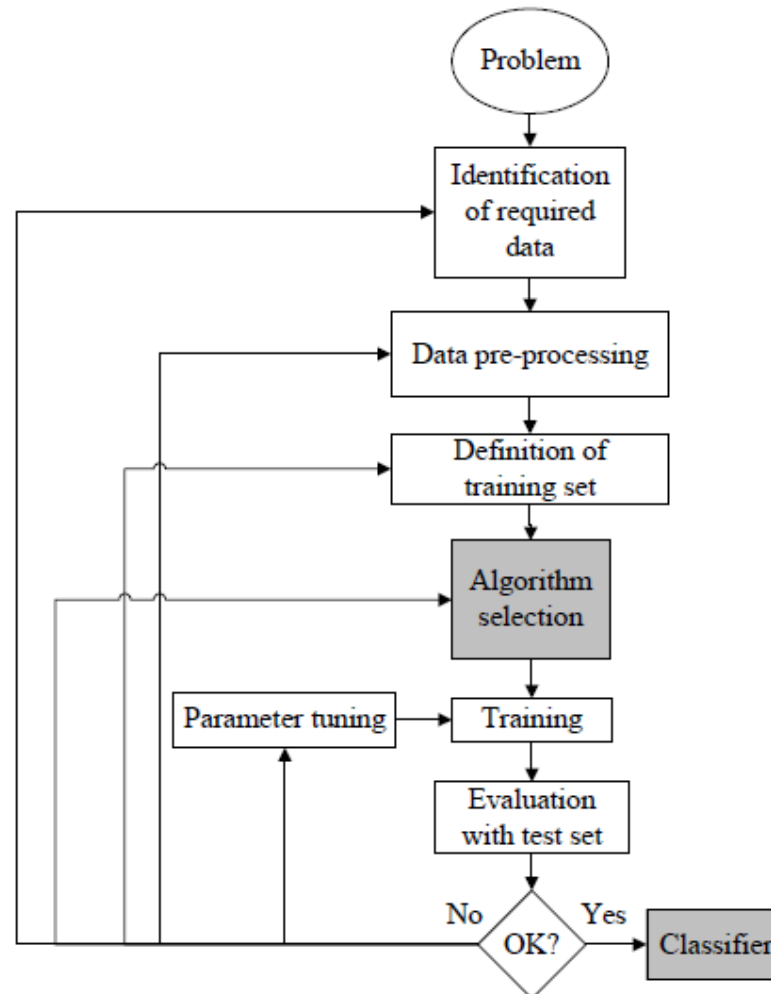 Problem
Identification
of required
data
Data pre-processing
Definition of
training set
Algorithm
selection
Parameter tuning
Training
Evaluation
with test set
No
OK?
Yes
Classifier